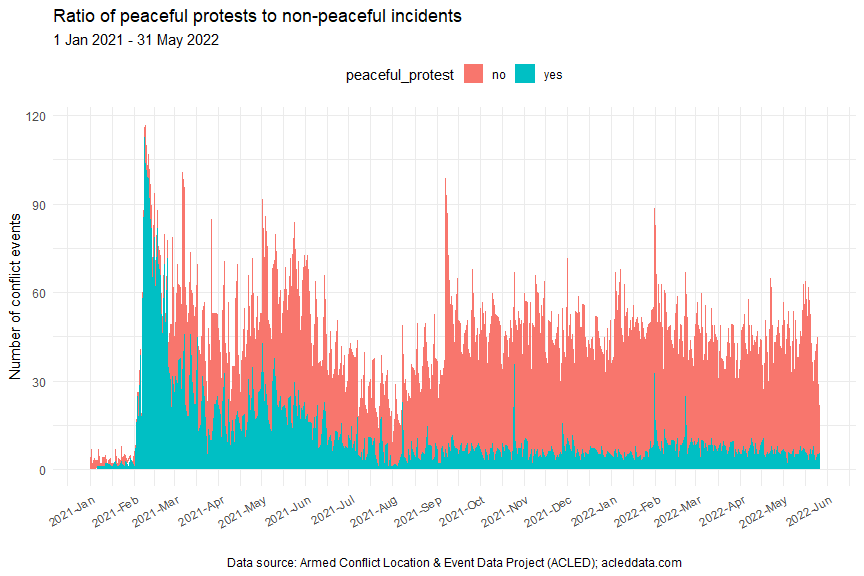 Ratio of peaceful protests to non-peaceful incidents
1 Jan 2021 - 31 May 2022
peaceful_protest no yes
Number of conflict events
120
90
60
30
0
2021-Jan 2021-Feb 2021-Mar 2021-Apr 2021-May 2021-Jun 2021-Jul 2021-Aug 2021-Sep 2021-Oct 2021-Nov 2021-Dec 2022-Jan 2022-Feb 2022-Mar 2022-Apr 2022-May 2022-Jun
Data source: Armed Conflict Location & Event Data Project (ACLED); acleddata.com